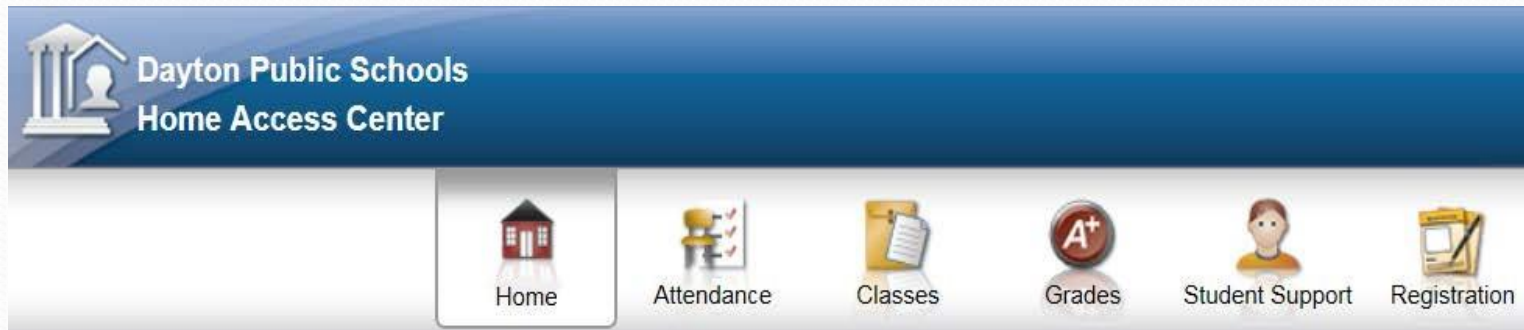 Dayton Public Schools
Home Access Center
A+
Home Attendance Classes Grades Student Support Registration